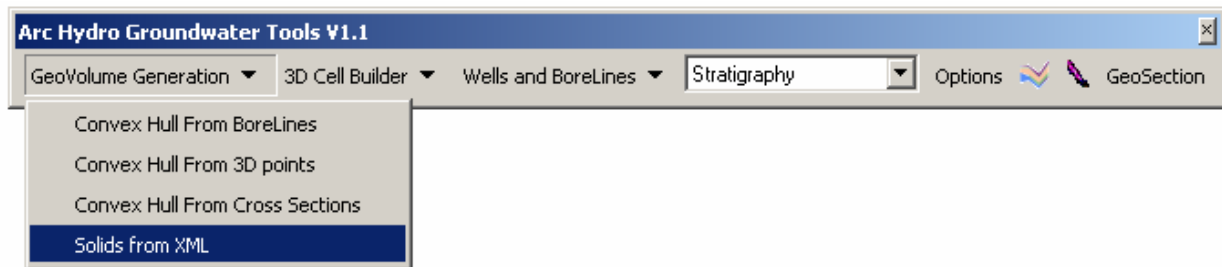 Arc Hydro Groundwater Tools V1.1
GeoVolume Generation 3D Cell Builder Wells and BoreLines Stratigraphy Options GeoSection
Convex Hull From BoreLines
Convex Hull From 3D points
Convex Hull From Cross Sections
Solids from XML